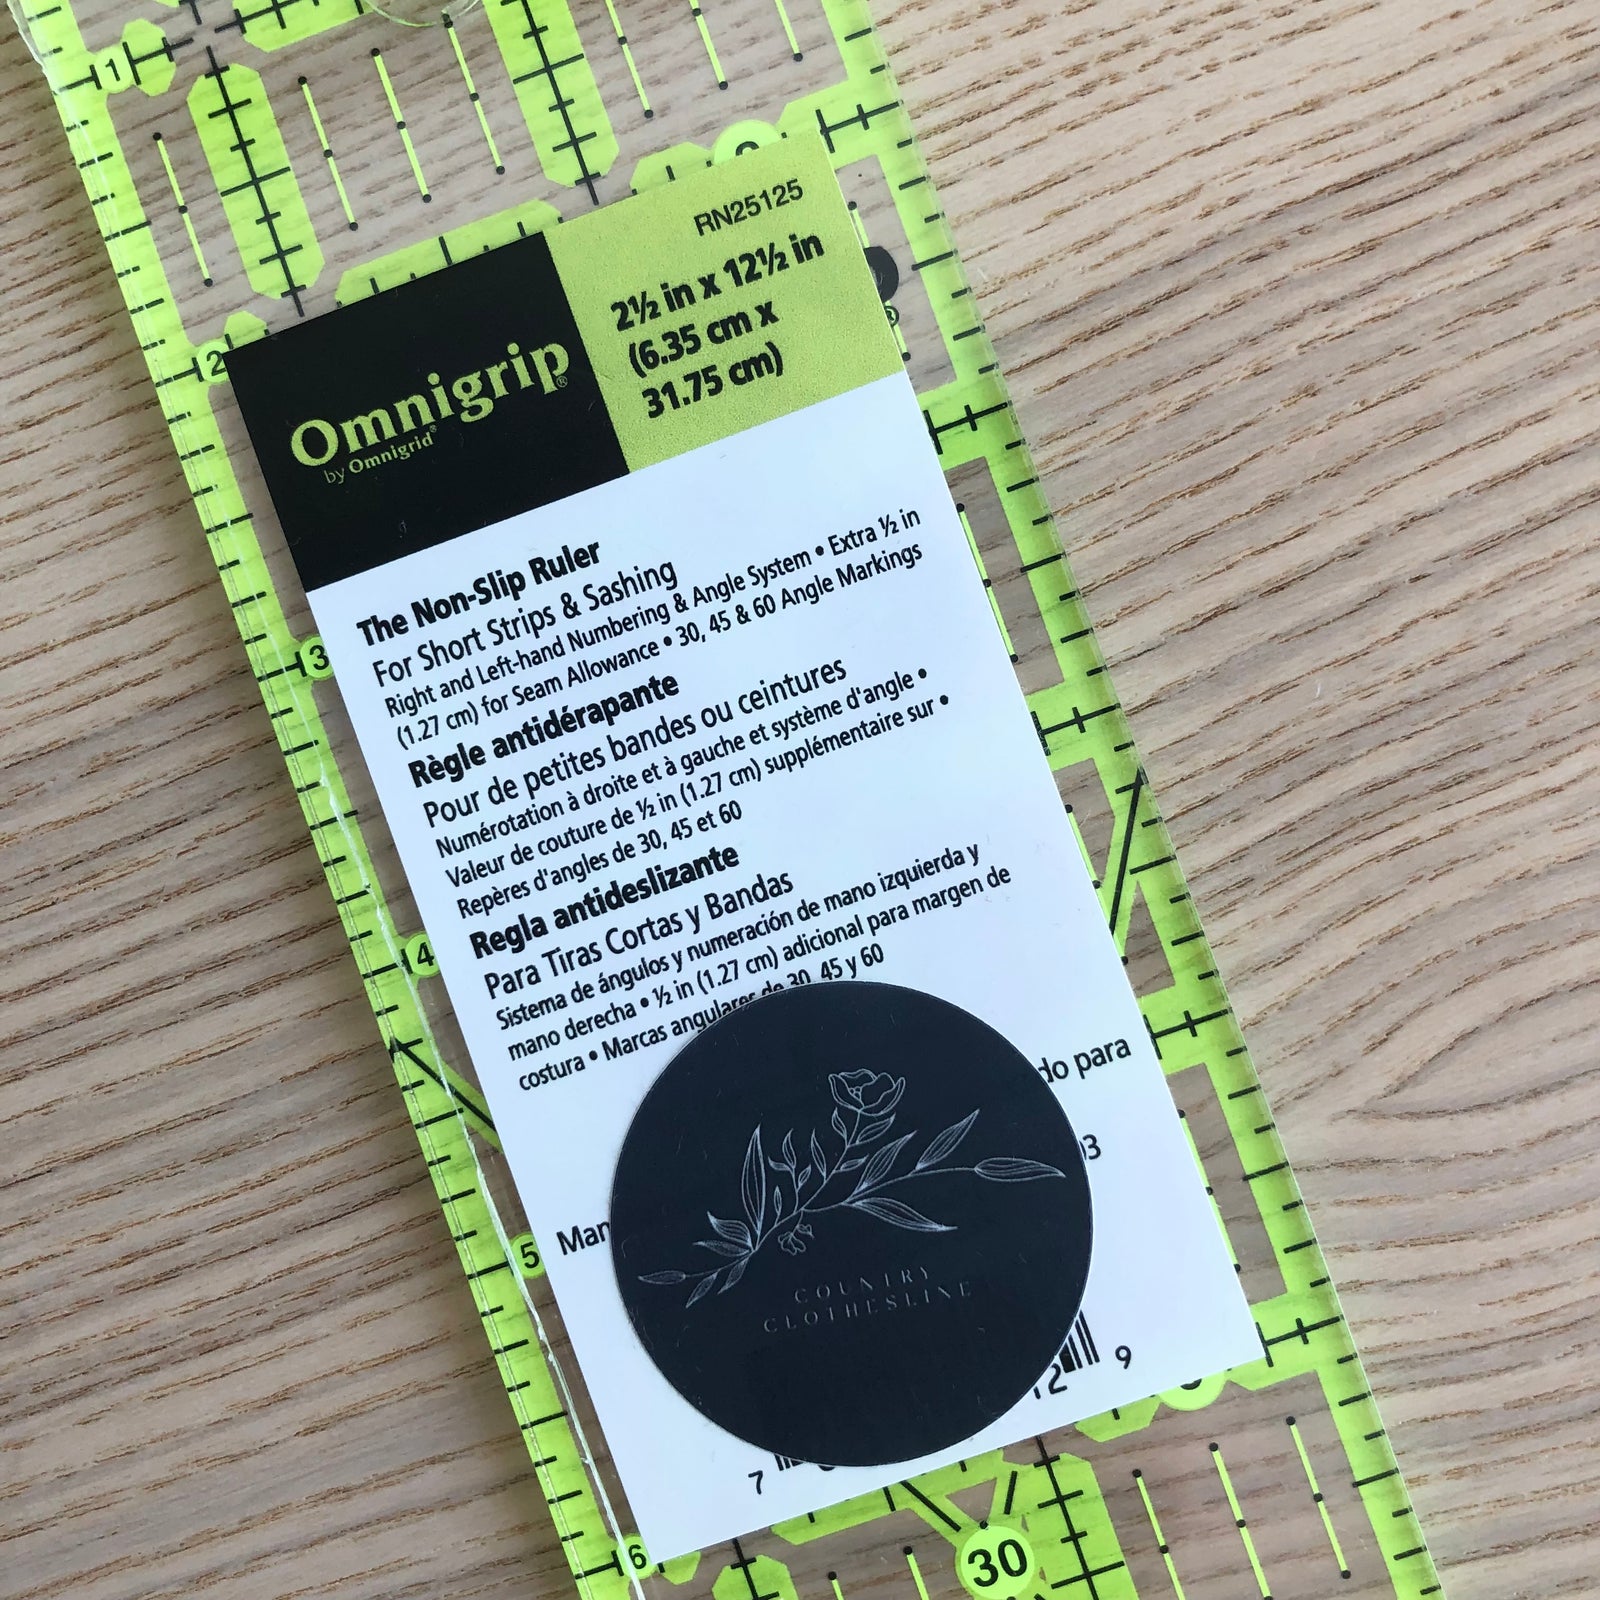 1
2
RN25125
2½ in x 12½ in
(6.35 cm x
31.75 cm)
Omnigrip®
by Omnigrid®
The Non-Slip Ruler
For Short Strips & Sashing
Right and Left-hand Numbering & Angle System • Extra ½ in
(1.27 cm) for Seam Allowance • 30, 45 & 60 Angle Markings
Règle antidérapante
Pour de petites bandes ou ceintures
Numérotation à droite et à gauche et système d'angle •
Valeur de couture de ½ in (1.27 cm) supplémentaire sur •
Repères d'angles de 30, 45 et 60
Regla antideslizante
Para Tiras Cortas y Bandas
Sistema de ángulos y numeración de mano izquierda y
mano derecha • ½ in (1.27 cm) adicional para margen de
costura • Marcas angulares de 30, 45 y 60
3
4
5
6
para
COUNTRY
CLOTHESLINE
12 9
7
30